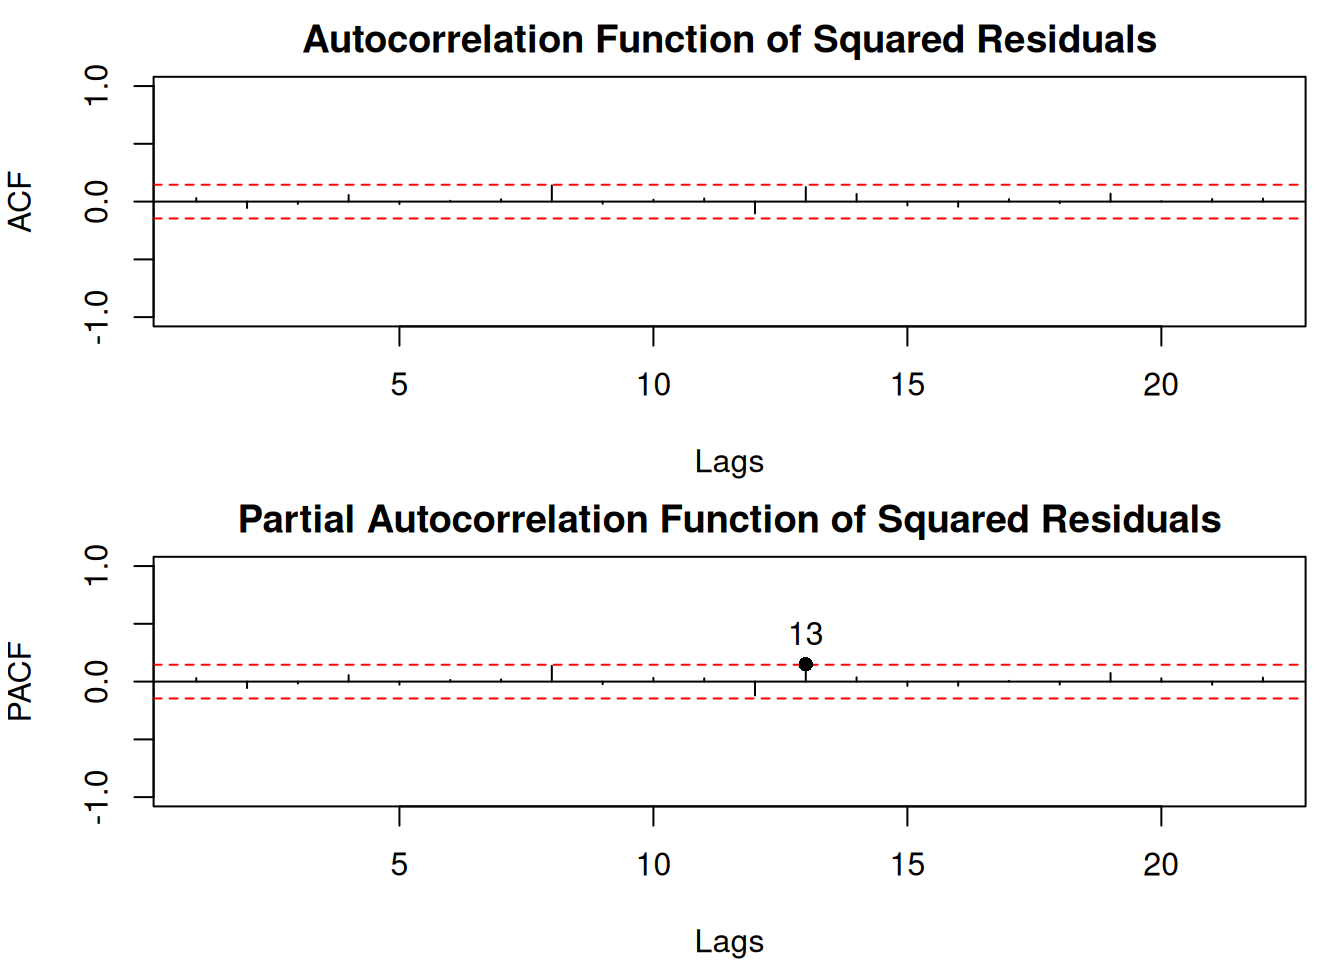 Autocorrelation Function of Squared Residuals
1.0
0.0
-1.0
ACF
5 10 15 20
Lags
Partial Autocorrelation Function of Squared Residuals
1.0
0.0
-1.0
PACF
13
5 10 15 20
Lags